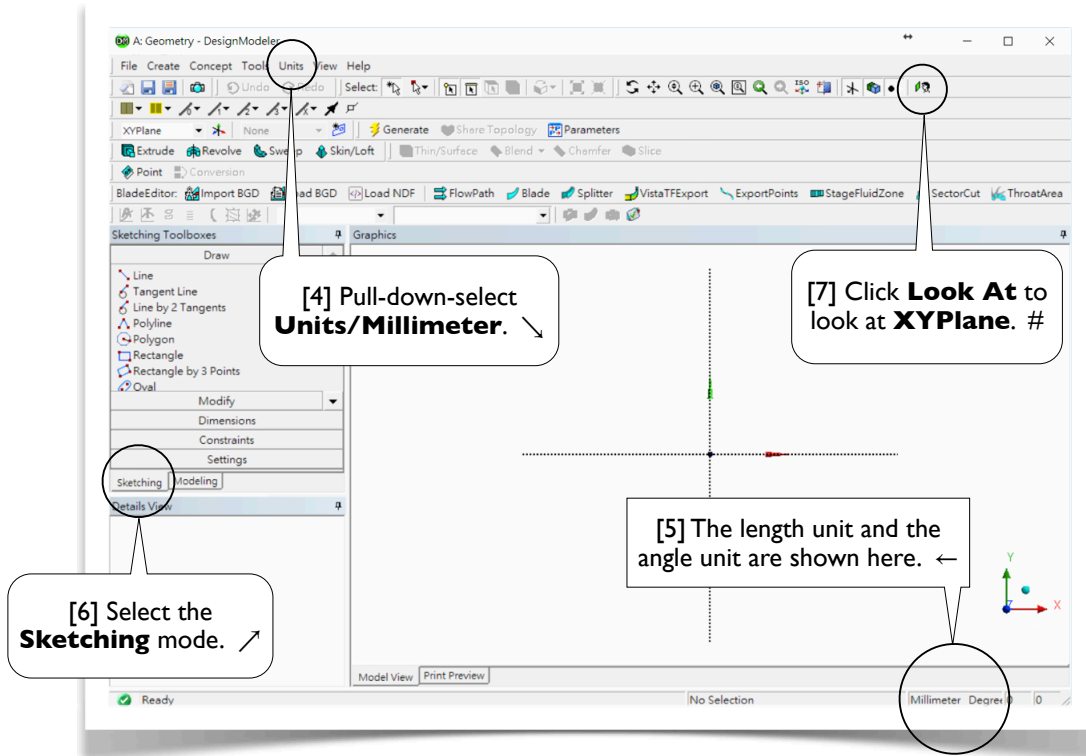 A: Geometry - DesignModeler
File Create Concept Tools Units View Help
Undo Redo Select:
XYPlane None Generate Share Topology Parameters
Extrude Revolve Sweep Skin/Loft Thin/Surface Blend Chamfer Slice
Point Conversion
BladeEditor: Import BGD Load BGD Load NDF FlowPath Blade Splitter VistaTFExport ExportPoints StageFluidZone SectorCut ThroatArea
Sketching Toolboxes Graphics
Draw
Line
Tangent Line
Line by 2 Tangents
Polyline
Polygon
Rectangle
Rectangle by 3 Points
Oval
Modify
Dimensions
Constraints
Settings
Sketching Modeling
Details View
[4] Pull-down-select
Units/Millimeter. ↘
[7] Click Look At to
look at XYPlane. #
[5] The length unit and the
angle unit are shown here. ←
[6] Select the
Sketching mode. ↗
Y
Z X
Model View Print Preview
Ready No Selection Millimeter Degree 0 0